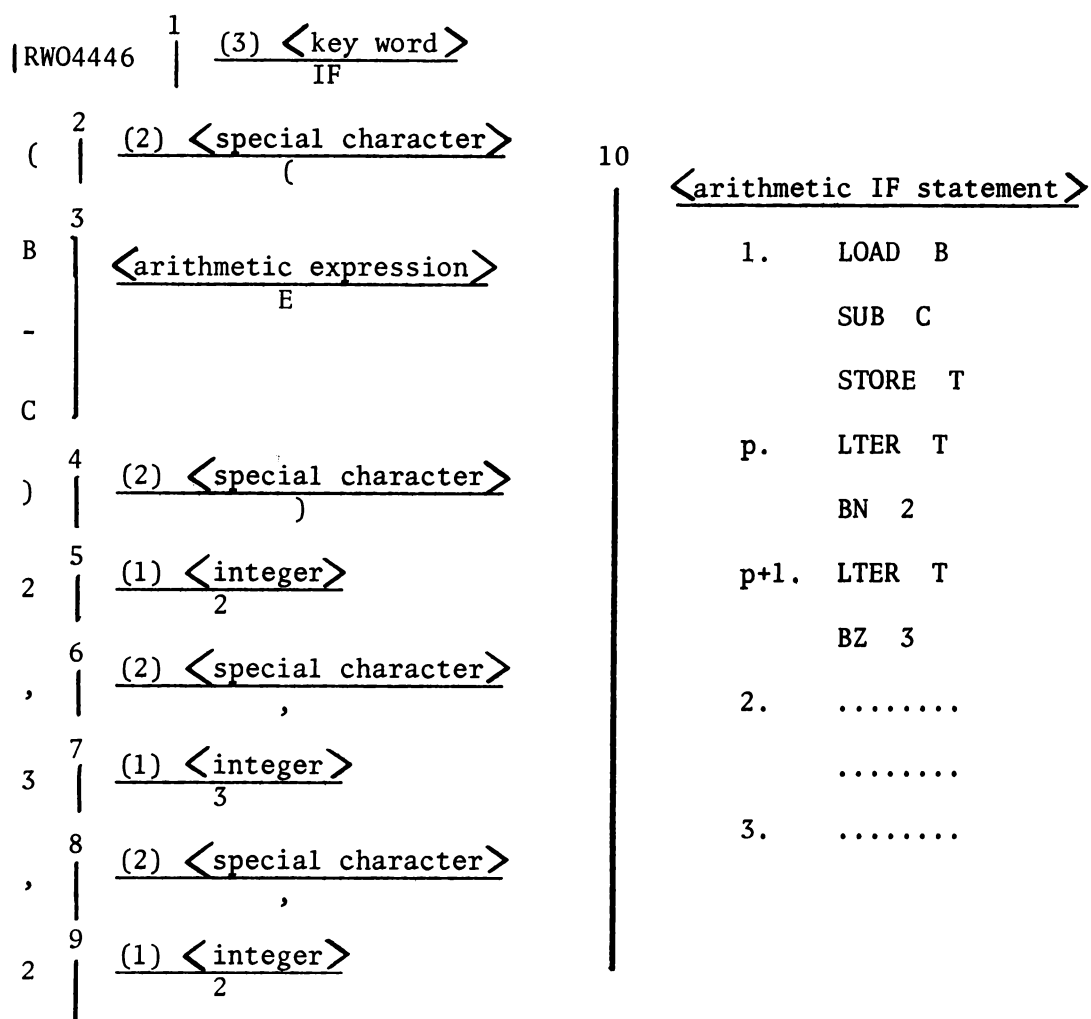 1
|RWO4446 | (3) <key word>
IF
2
( | (2) <special character>
(
3
B
<arithmetic expression>
E
-
C
4
) | (2) <special character>
)
5
2 | (1) <integer>
2
6
, | (2) <special character>
,
7
3 | (1) <integer>
3
8
, | (2) <special character>
,
9
2 | (1) <integer>
2
10
<arithmetic IF statement>
1. LOAD B
SUB C
STORE T
p. LTER T
BN 2
p+1. LTER T
BZ 3
2. ........
........
3. ........